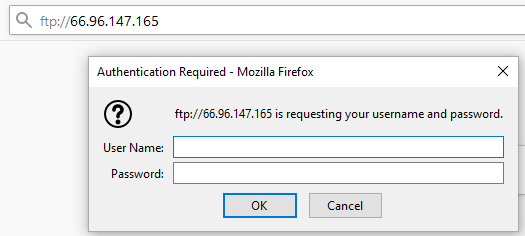 ftp://66.96.147.165
Authentication Required - Mozilla Firefox
ftp://66.96.147.165 is requesting your username and password.
User Name:
Password:
OK Cancel